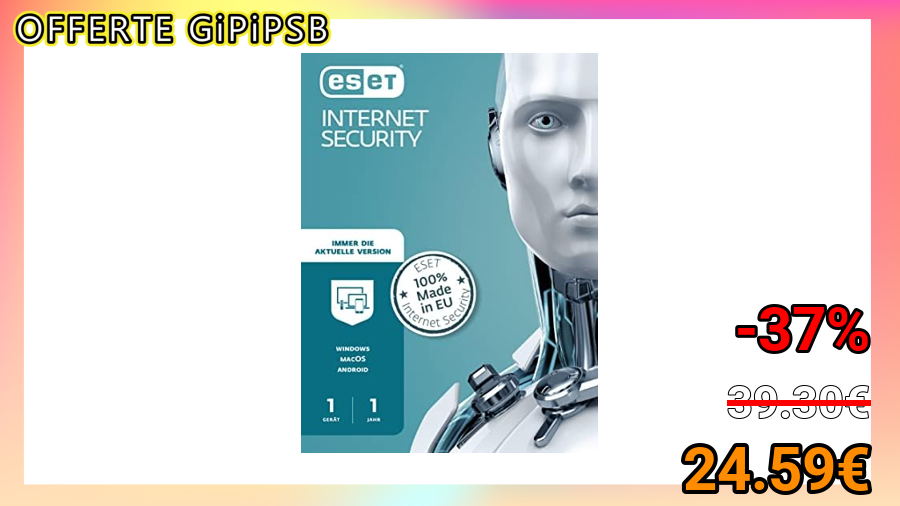 OFFERTE GiPiPSB
eset
INTERNET
SECURITY
IMMER DIE
AKTUELLE VERSION
ESET
100%
Made
in EU
Internet Security
WINDOWS
MACOS
ANDROID
1 1
GERÄT JAHR
-37%
39.30€
24.59€